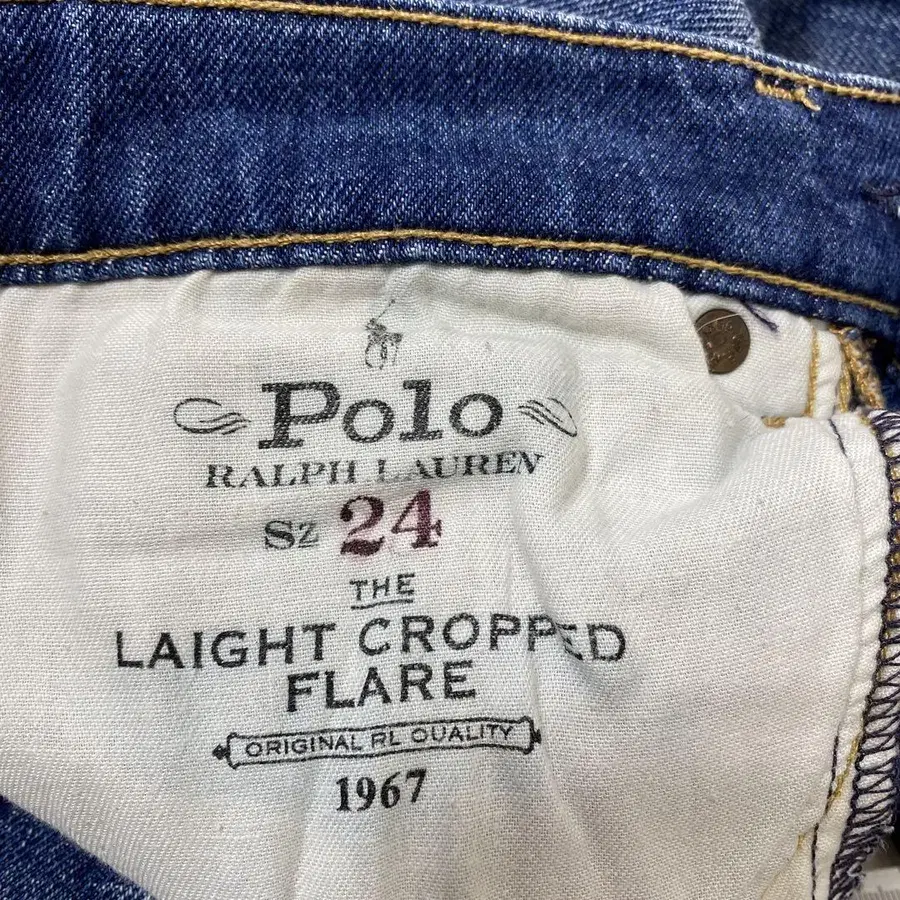 Polo
RALPH LAUREN
Sz 24
THE
LAIGHT CROPPED
FLARE
ORIGINAL RL QUALITY
1967